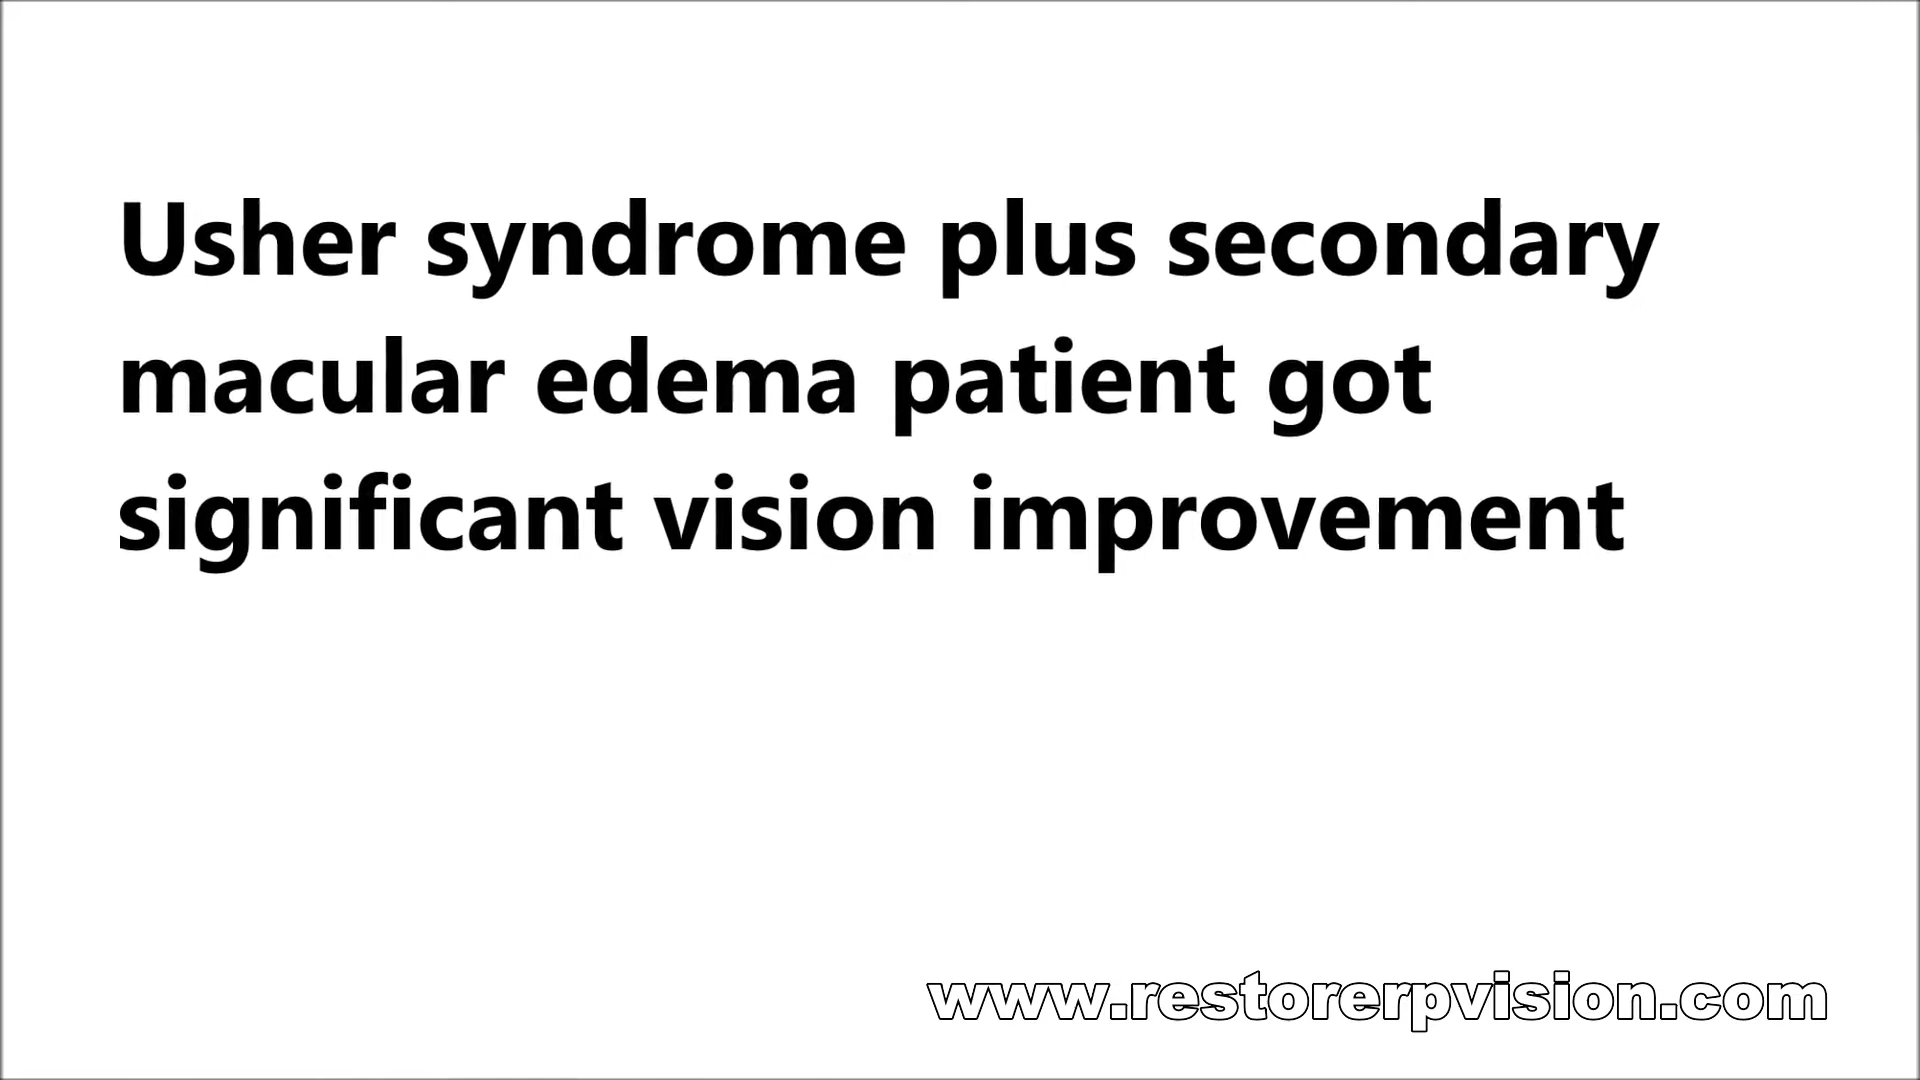 Usher syndrome plus secondary
macular edema patient got
significant vision improvement
www.restorerpvision.com